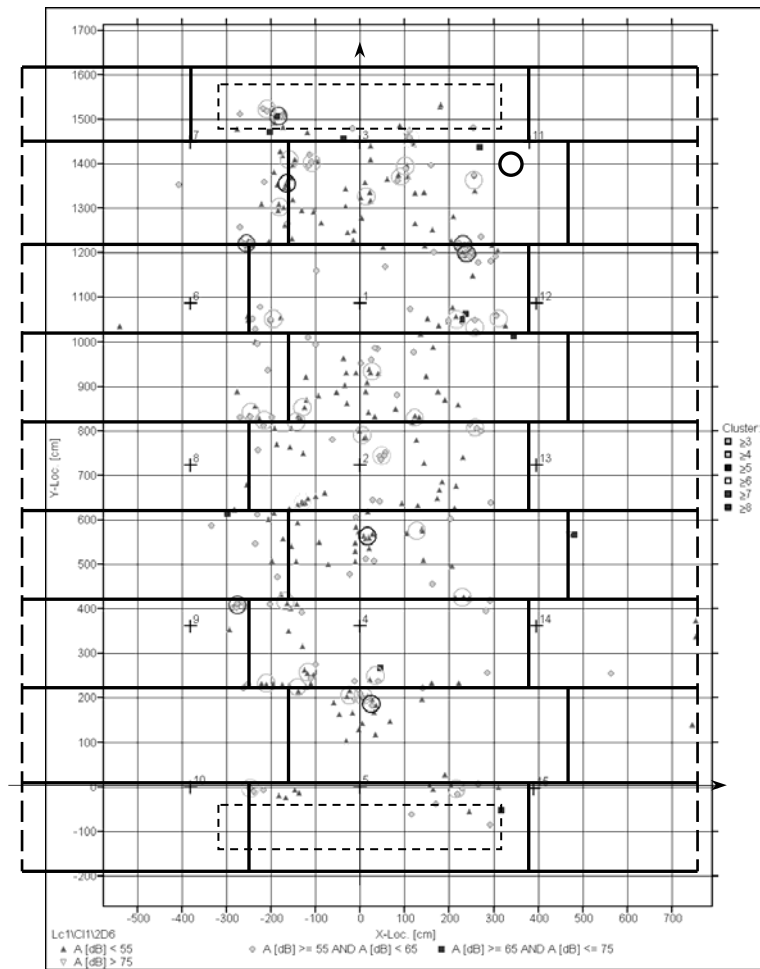 1700
1600
1500
7 3 11
1400
1300
1200
1100
6 1 12
1000
900
800
Cluster:
≥3
≥4
≥5
≥6
≥7
≥8
8 2 13
700
Y-Loc. [cm]
600
500
400
9 4 14
300
200
100
10 5 15
0
-100
-200
-500 -400 -300 -200 -100 0 100 200 300 400 500 600 700
Lc1\Cl1\2D6 X-Loc. [cm]
A [dB] < 55 A [dB] >= 55 AND A [dB] < 65 A [dB] >= 65 AND A [dB] <= 75
A [dB] > 75